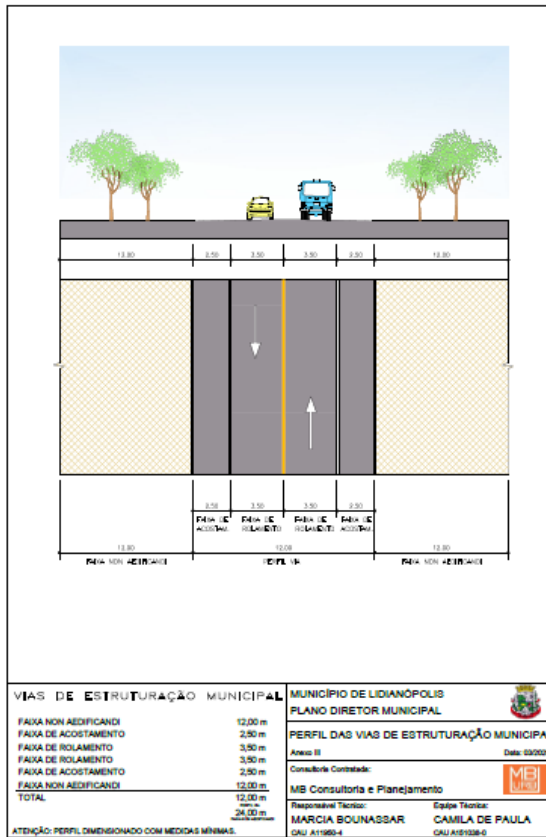 12.00 2.50 3.50 3.50 2.50 12.00
2.50 3.50 3.50 2.50
FAIXA DE ACOSTAM. FAIXA DE ROLAMENTO FAIXA DE ROLAMENTO FAIXA DE ACOSTAM.
12.00 12.00 12.00
FAIXA NON AEDIFICANDI PERFIL VIA FAIXA NON AEDIFICANDI
VIAS DE ESTRUTURAÇÃO MUNICIPAL
FAIXA NON AEDIFICANDI 12,00 m
FAIXA DE ACOSTAMENTO 2,50 m
FAIXA DE ROLAMENTO 3,50 m
FAIXA DE ROLAMENTO 3,50 m
FAIXA DE ACOSTAMENTO 2,50 m
FAIXA NON AEDIFICANDI 12,00 m
TOTAL 12,00 m
24,00 m
ATENÇÃO: PERFIL DIMENSIONADO COM MEDIDAS MÍNIMAS.
MUNICÍPIO DE LIDIANÓPOLIS
PLANO DIRETOR MUNICIPAL
PERFIL DAS VIAS DE ESTRUTURAÇÃO MUNICIPA
Anexo III Data:
Consultoria Contratada:
MB Consultoria e Planejamento
MB
URB
Responsável Técnico: Equipe Técnica:
MARCIA BOUNASSAR CAMILA DE PAULA
CAU CAU